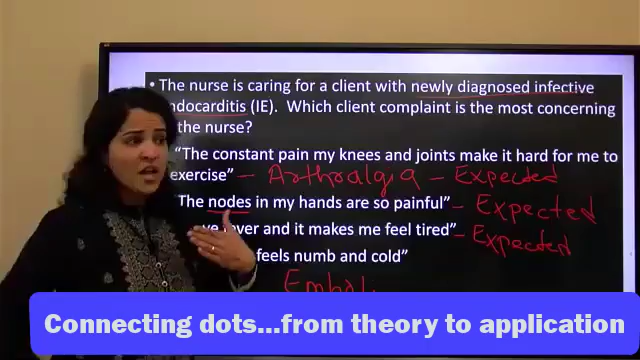 • The nurse is caring for a client with newly diagnosed infective
endocarditis (IE). Which client complaint is the most concerning
the nurse?
"The constant pain my knees and joints make it hard for me to
exercise" – Arthralgia – Expected
The nodes in my hands are so painful" – Expected
fever and it makes me feel tired" – Expected
feels numb and cold"
Connecting dots...from theory to application